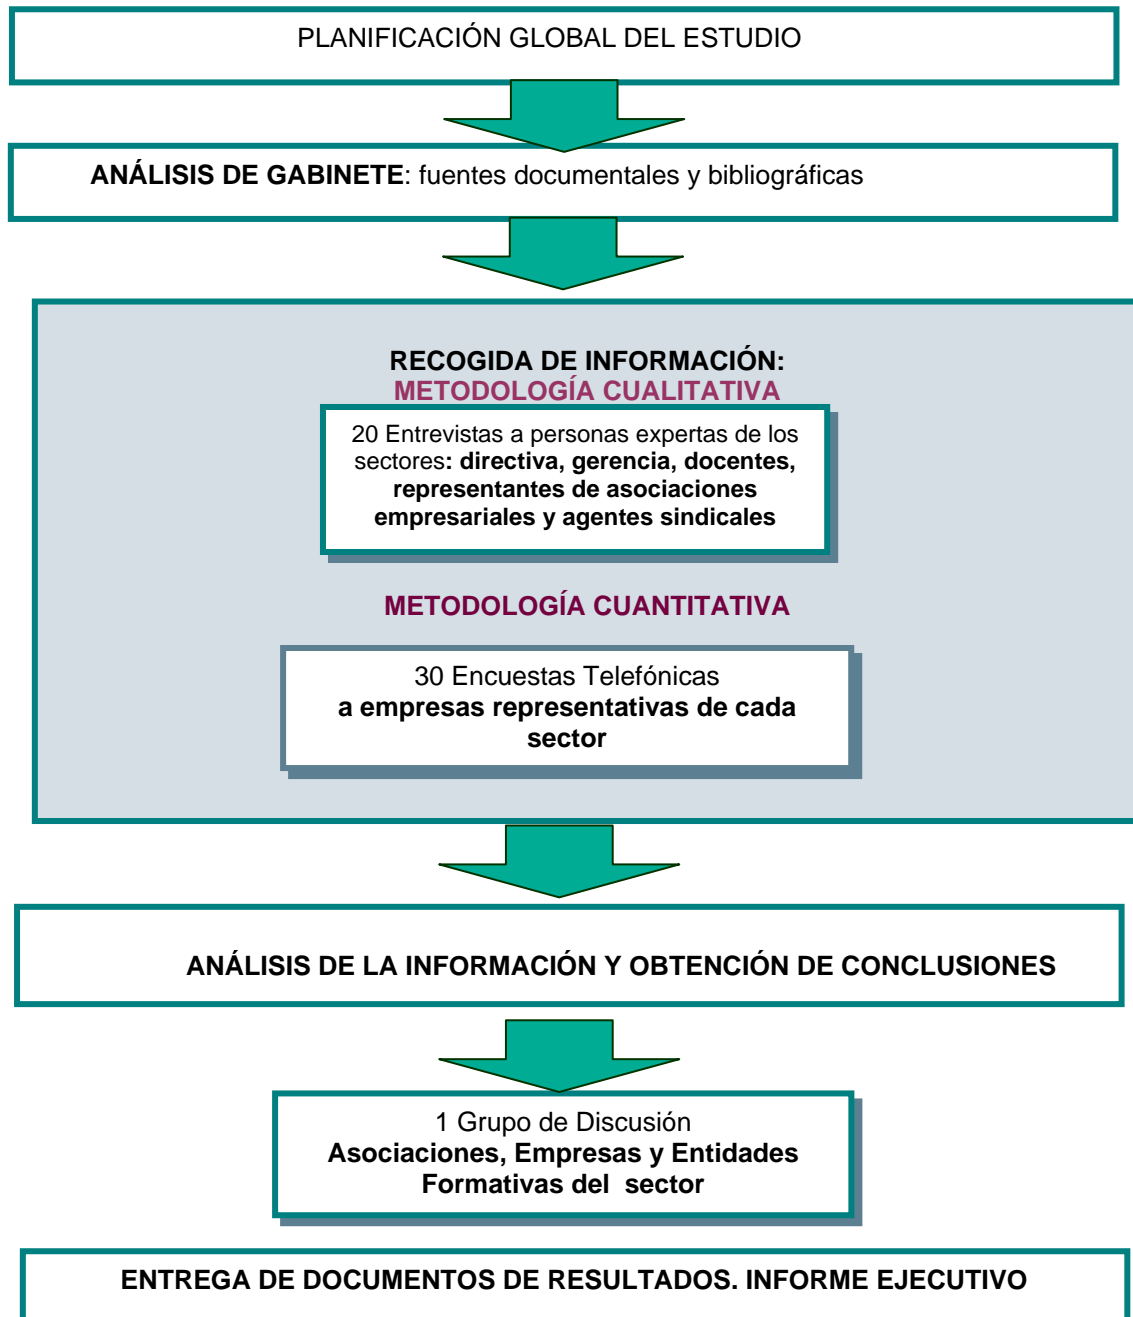 PLANIFICACIÓN GLOBAL DEL ESTUDIO
ANÁLISIS DE GABINETE: fuentes documentales y bibliográficas
RECOGIDA DE INFORMACIÓN:
METODOLOGÍA CUALITATIVA
20 Entrevistas a personas expertas de los
sectores: directiva, gerencia, docentes,
representantes de asociaciones
empresariales y agentes sindicales
METODOLOGÍA CUANTITATIVA
30 Encuestas Telefónicas
a empresas representativas de cada
sector
ANÁLISIS DE LA INFORMACIÓN Y OBTENCIÓN DE CONCLUSIONES
1 Grupo de Discusión
Asociaciones, Empresas y Entidades
Formativas del sector
ENTREGA DE DOCUMENTOS DE RESULTADOS. INFORME EJECUTIVO